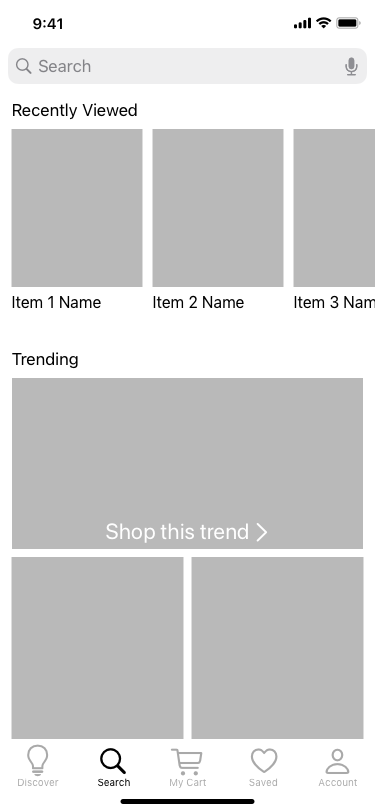 9:41
Search
Recently Viewed
Item 1 Name
Item 2 Name
Item 3 Nam
Trending
Shop this trend
Discover
Search
My Cart
Saved
Account